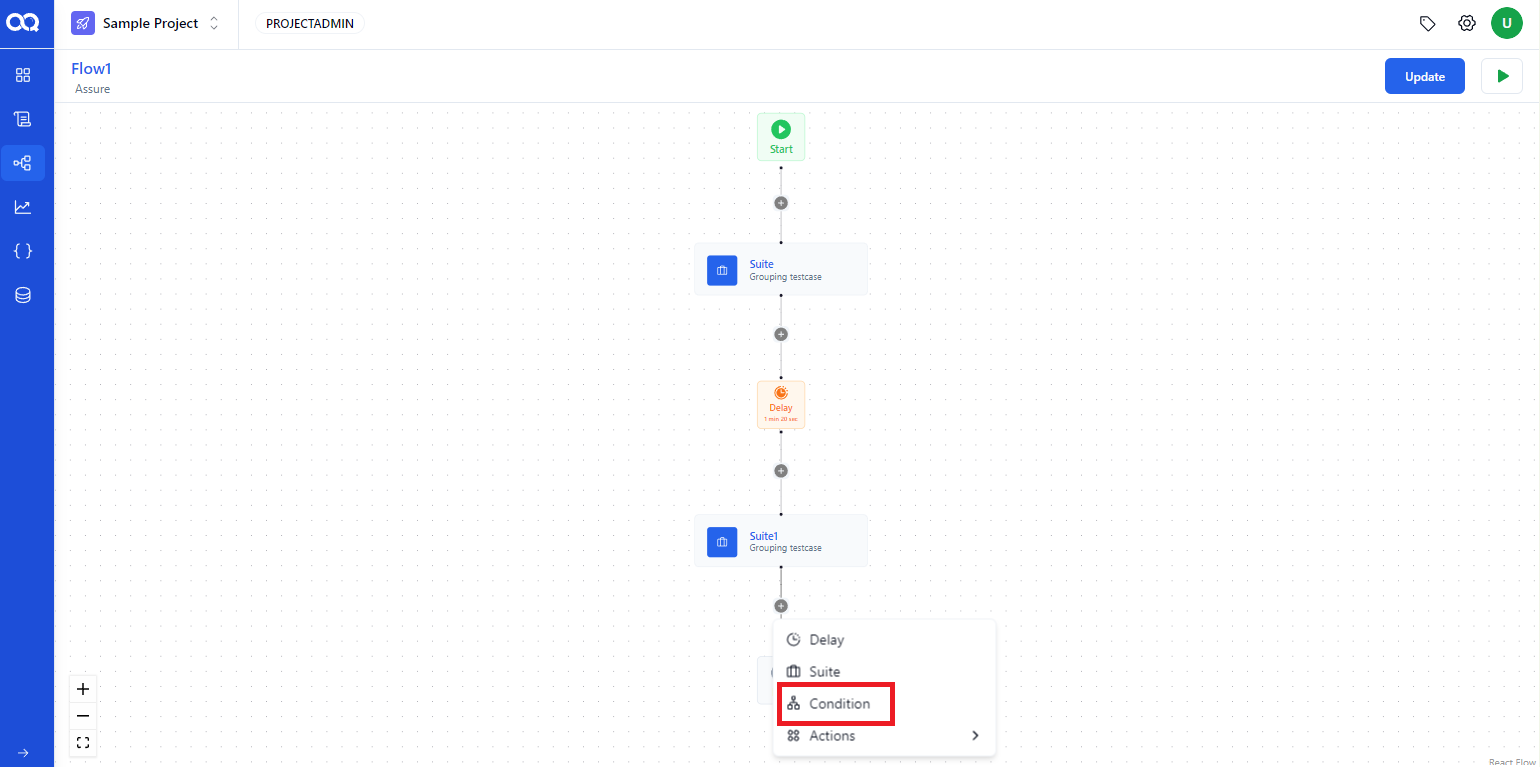 Sample Project
PROJECTADMIN
U
Flow1
Assure
Update
Start
Suite
Grouping testcase
Delay
1 min 20 sec
Suite1
Grouping testcase
Delay
Suite
Condition
Actions
React Flow